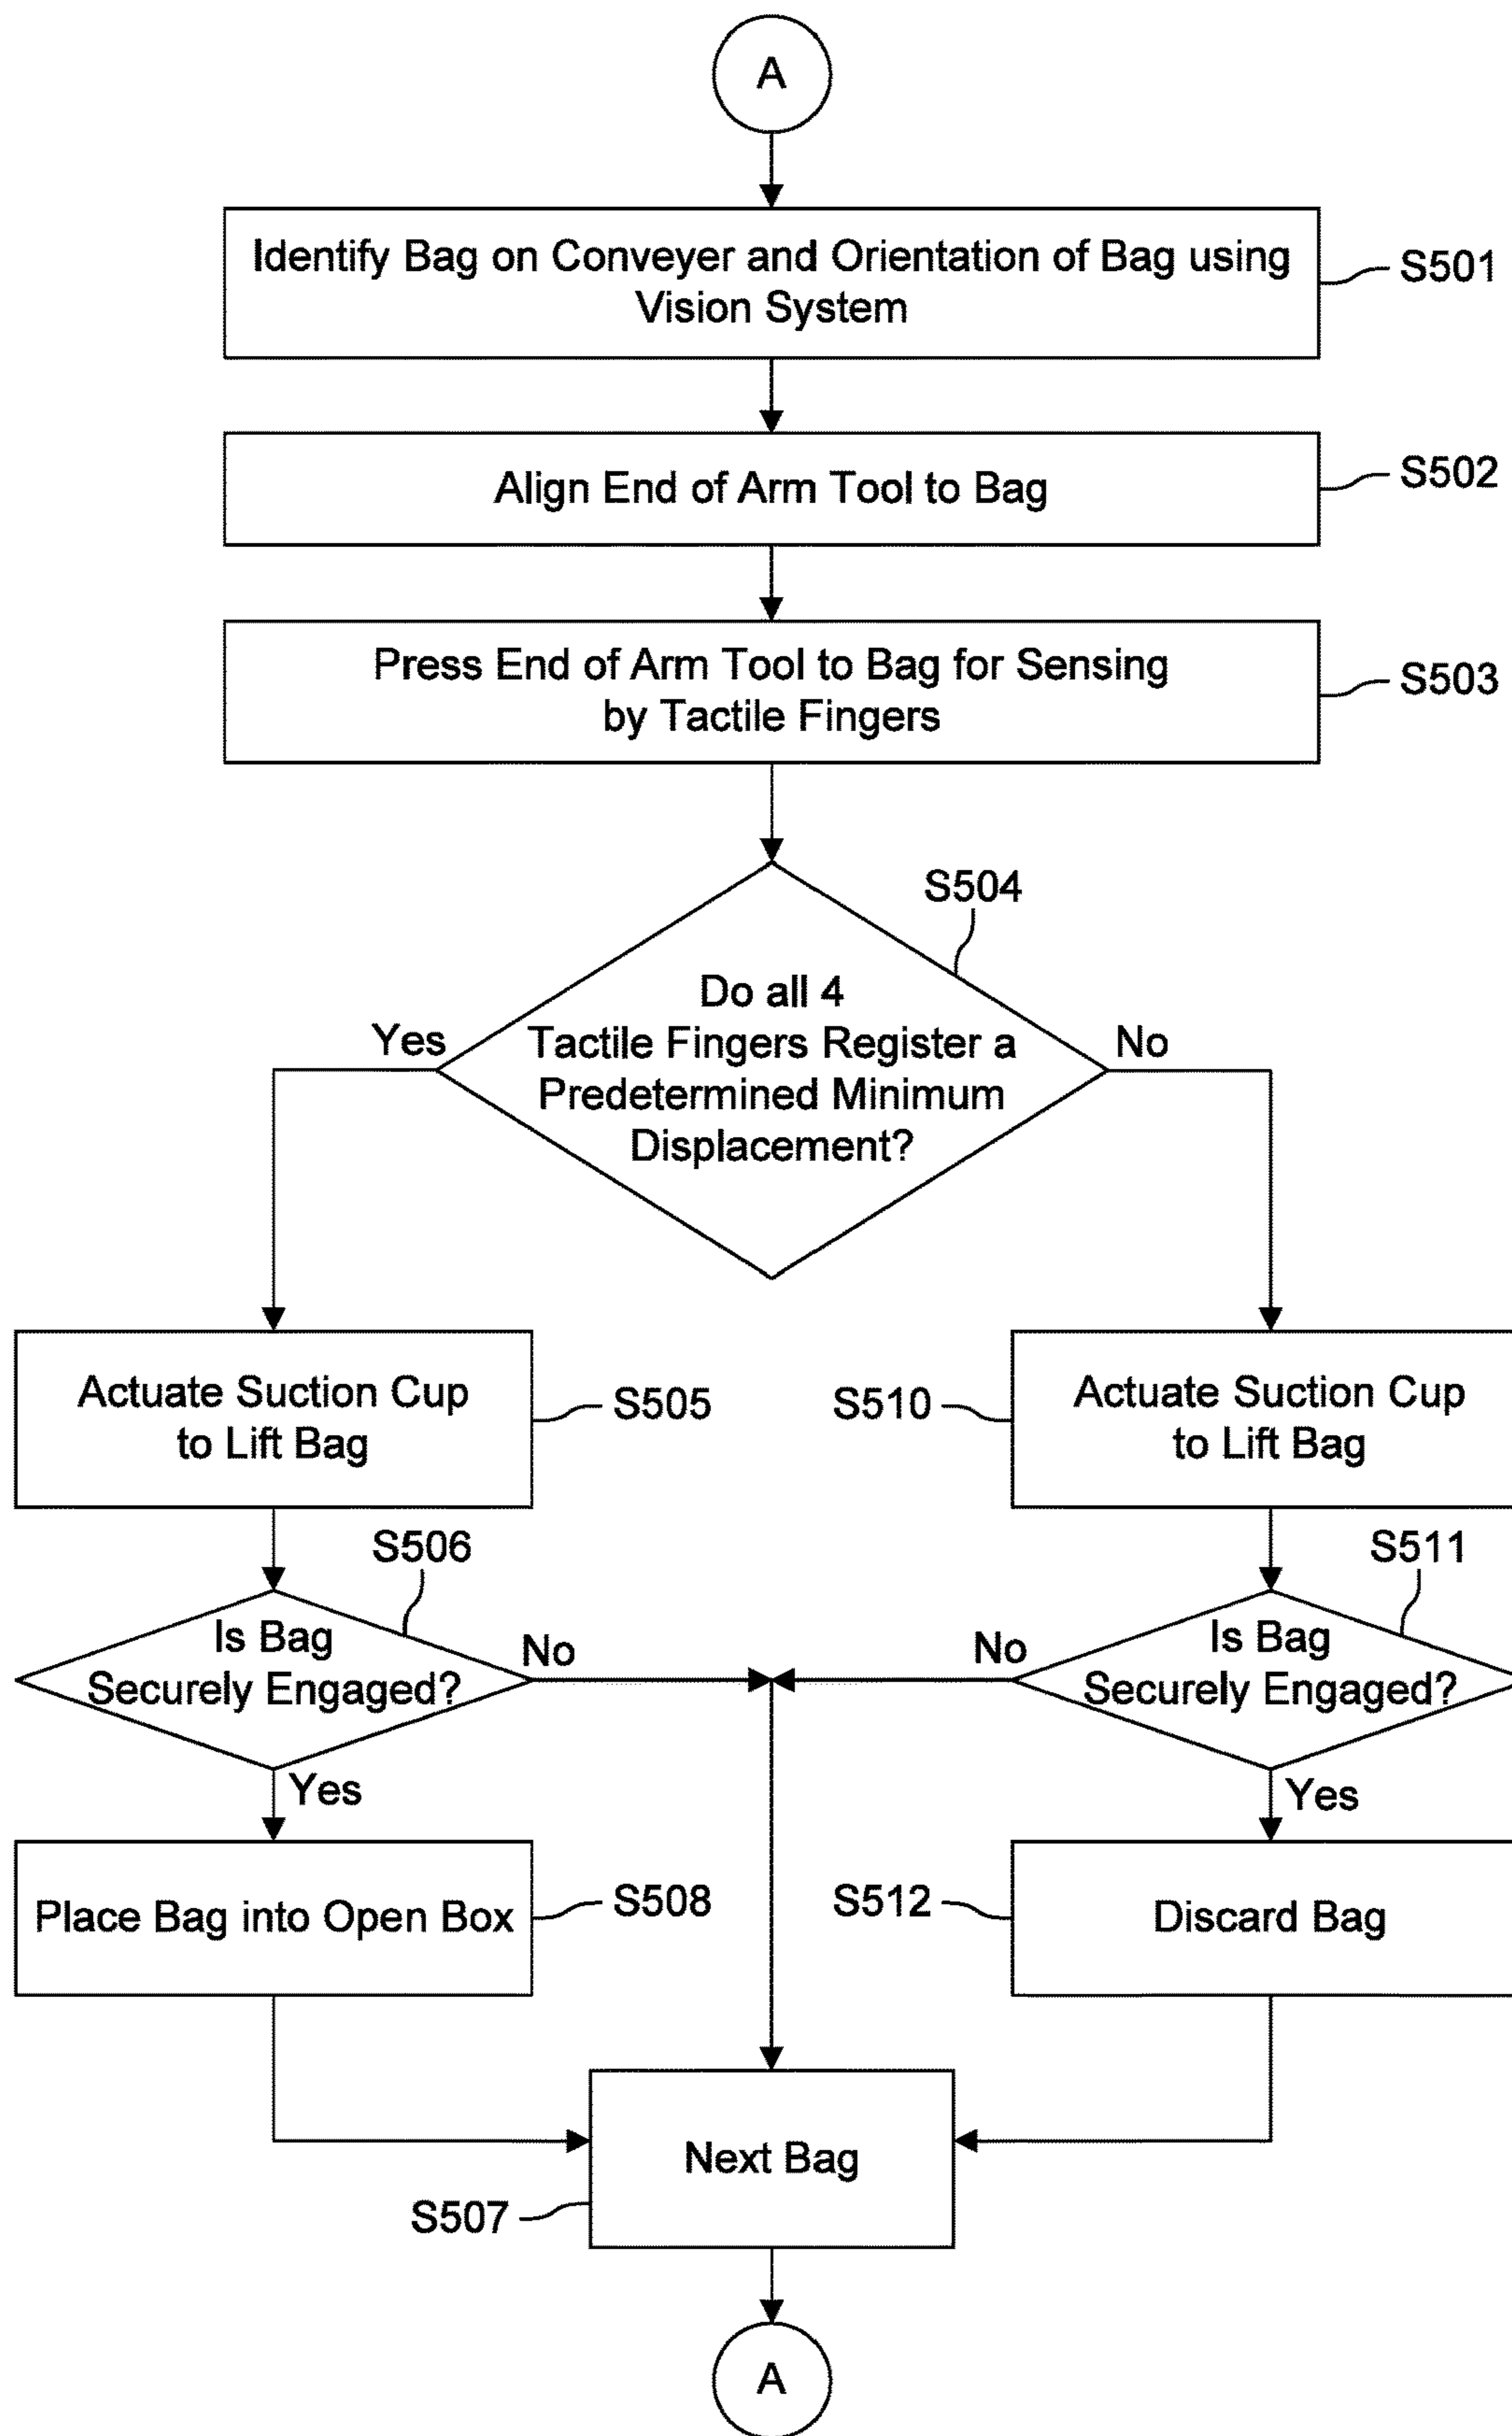 A
Identify Bag on Conveyer and Orientation of Bag using
Vision System
S501
Align End of Arm Tool to Bag
S502
Press End of Arm Tool to Bag for Sensing
by Tactile Fingers
S503
S504
Do all 4
Tactile Fingers Register a
Predetermined Minimum
Displacement?
Yes
No
Actuate Suction Cup
to Lift Bag
S505
S510
Actuate Suction Cup
to Lift Bag
S506
Is Bag
Securely Engaged?
No
Yes
S511
Is Bag
Securely Engaged?
No
Yes
Place Bag into Open Box
S508
S512
Discard Bag
Next Bag
S507
A